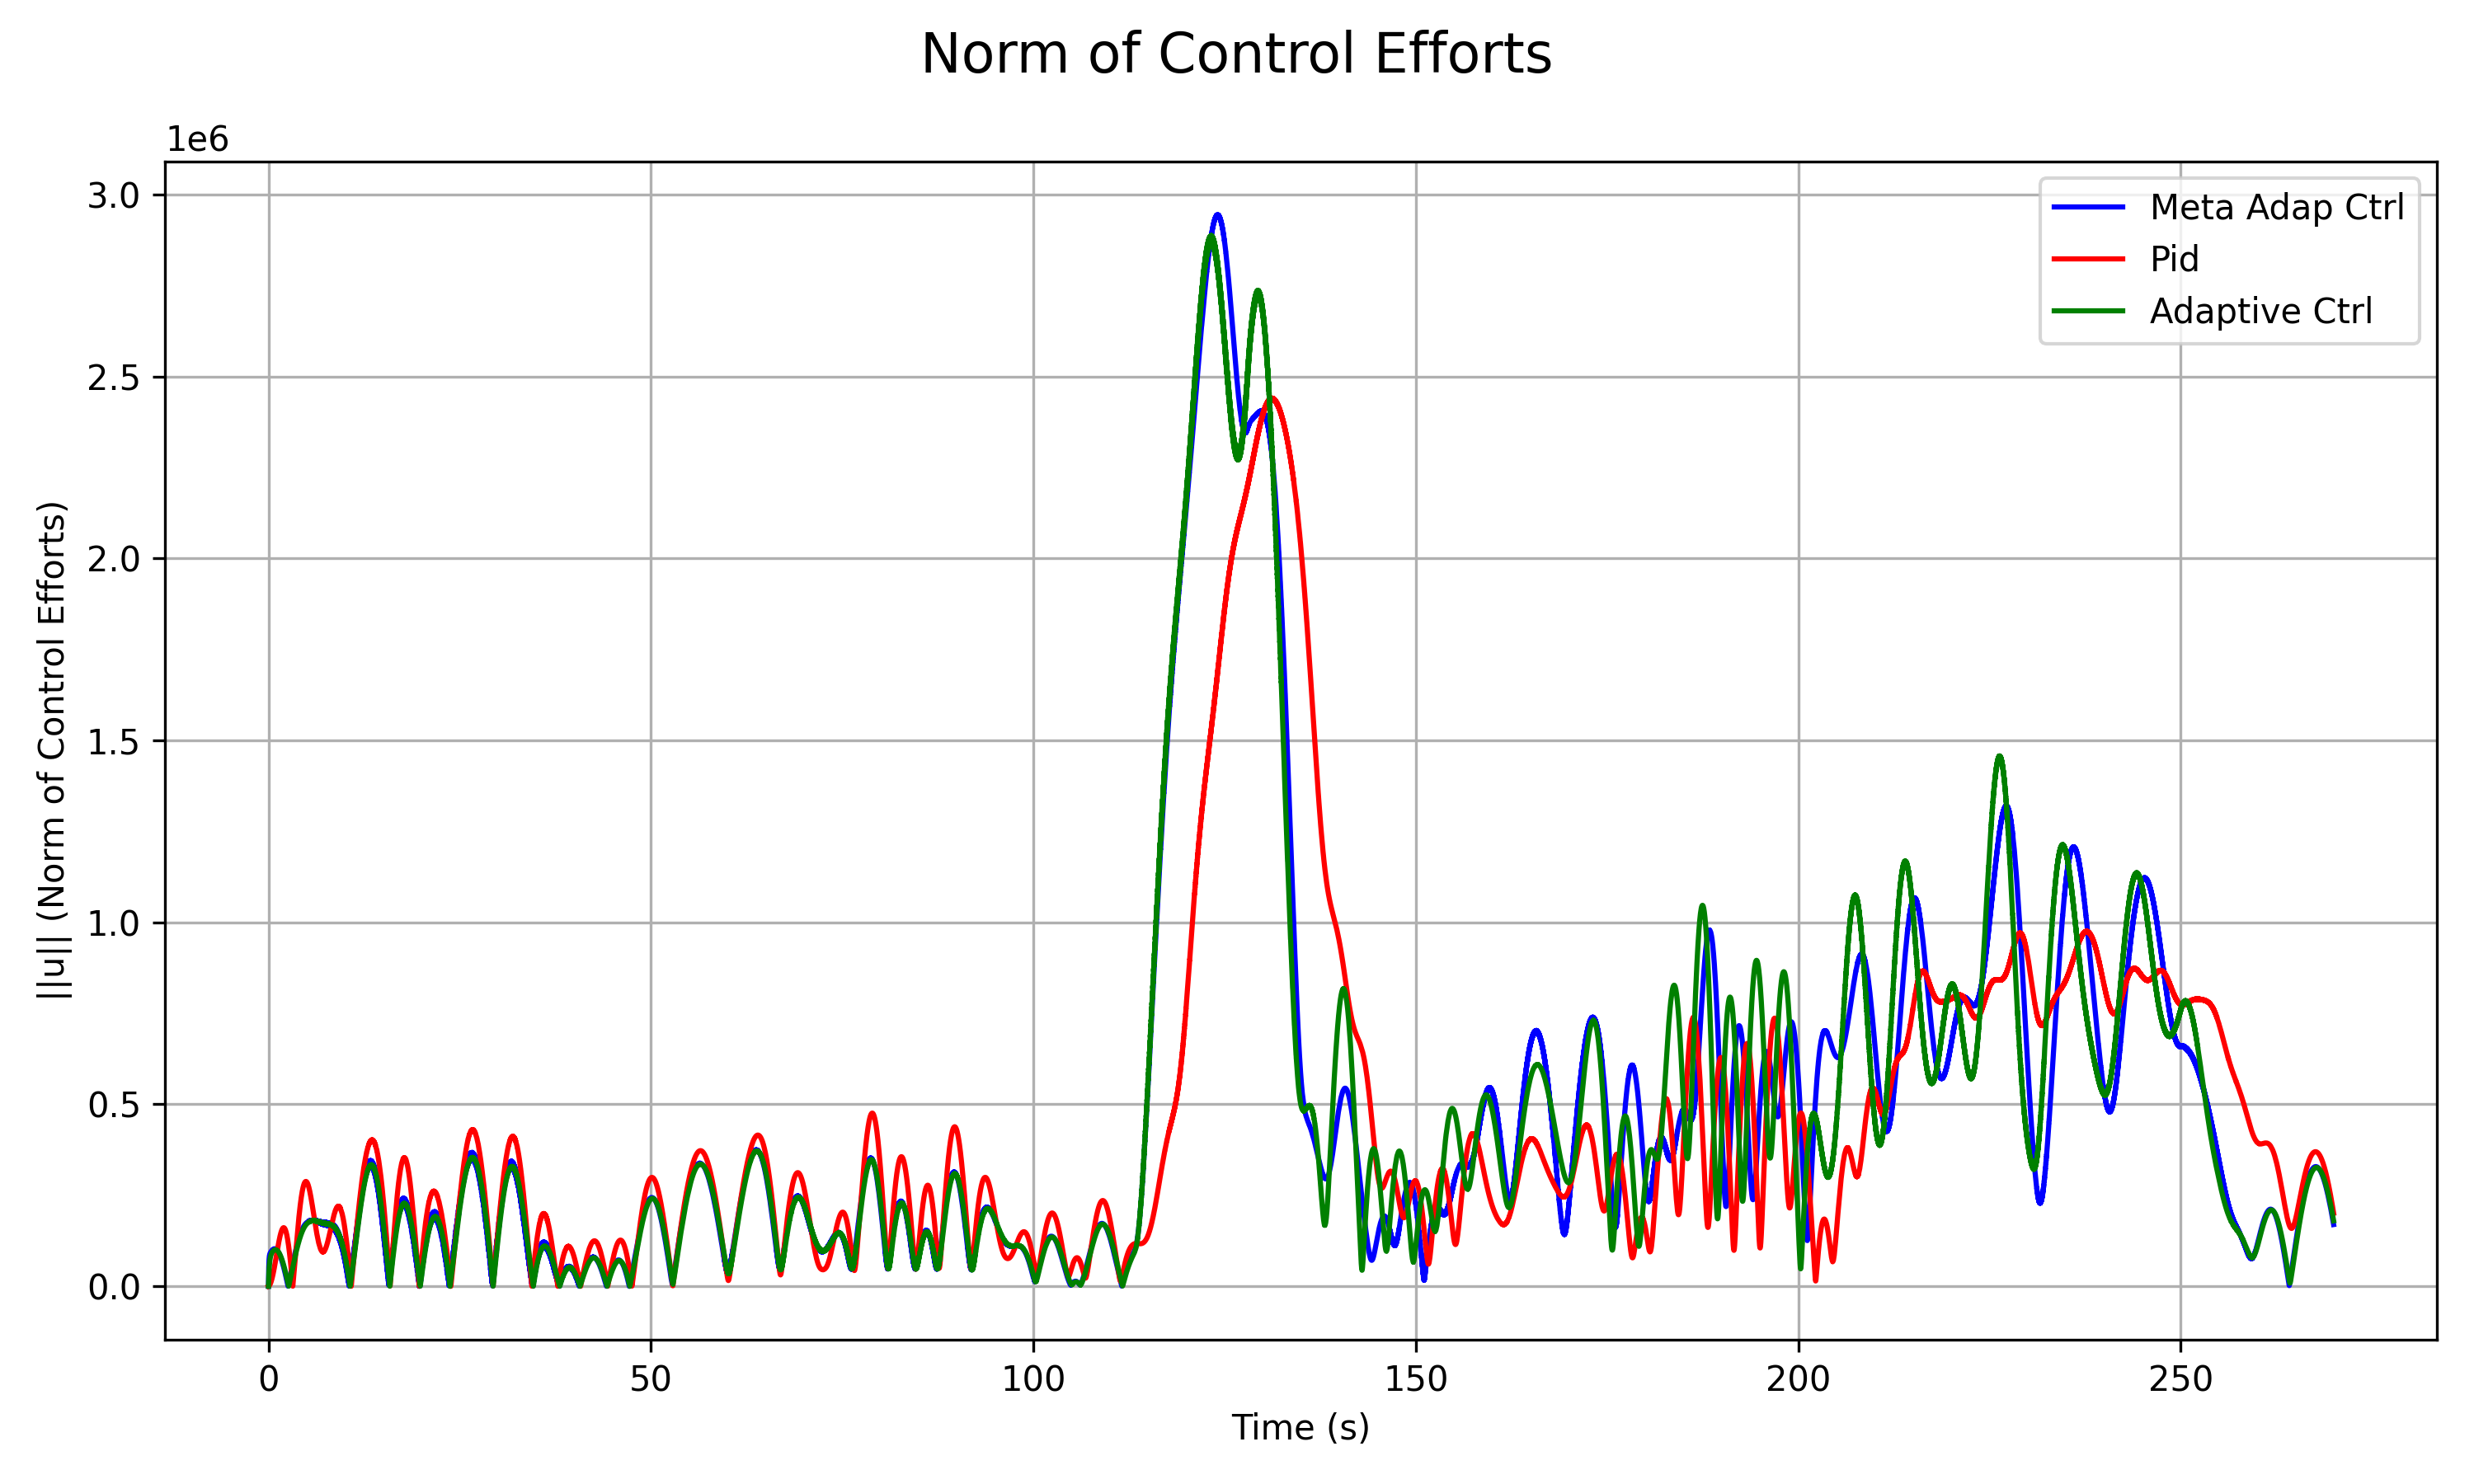 Norm of Control Efforts
1e6
3.0
2.5
2.0
1.5
1.0
0.5
0.0
||u|| (Norm of Control Efforts)
Meta Adap Ctrl
Pid
Adaptive Ctrl
0 50 100 150 200 250
Time (s)